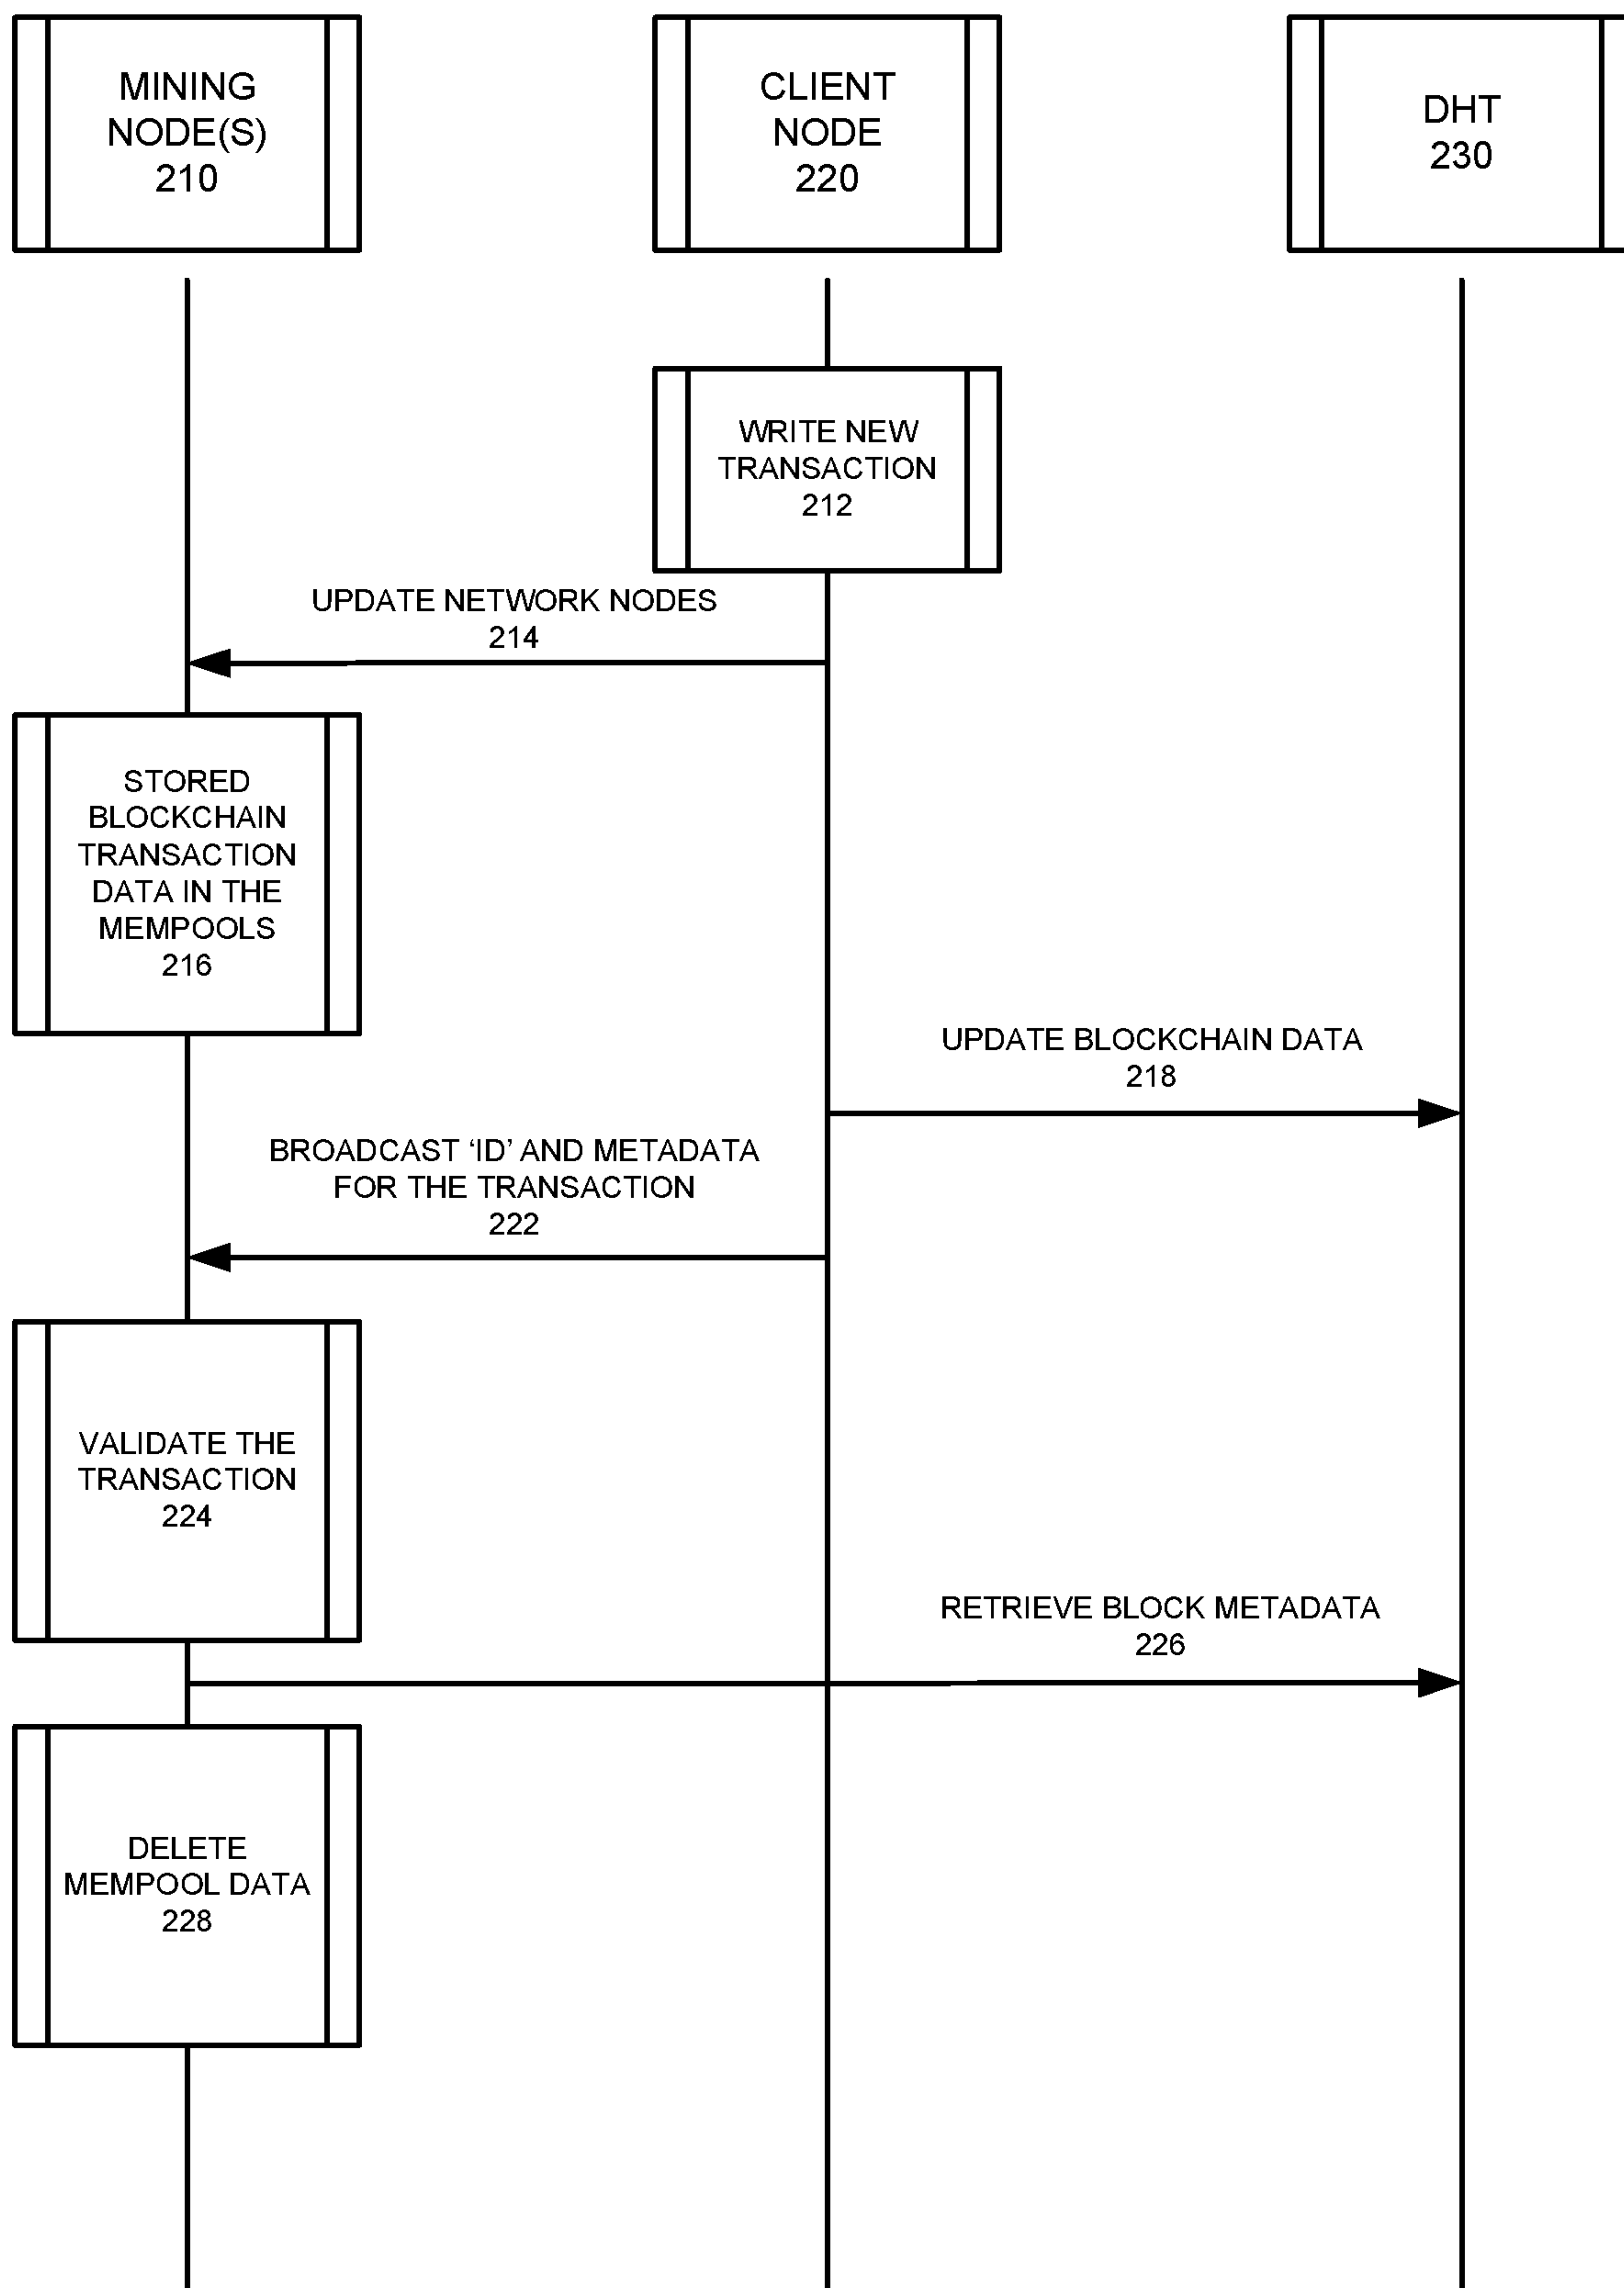 MINING
NODE(S)
210
CLIENT
NODE
220
DHT
230
WRITE NEW
TRANSACTION
212
UPDATE NETWORK NODES
214
STORED
BLOCKCHAIN
TRANSACTION
DATA IN THE
MEMPOOLS
216
UPDATE BLOCKCHAIN DATA
218
BROADCAST ‘ID’ AND METADATA
FOR THE TRANSACTION
222
VALIDATE THE
TRANSACTION
224
RETRIEVE BLOCK METADATA
226
DELETE
MEMPOOL DATA
228